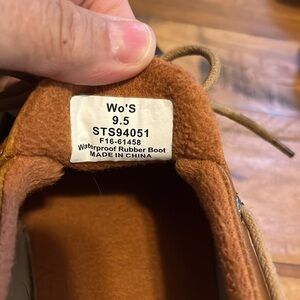 Wo'S
9.5
STS94051
F16-61458
Waterproof Rubber Boot
MADE IN CHINA